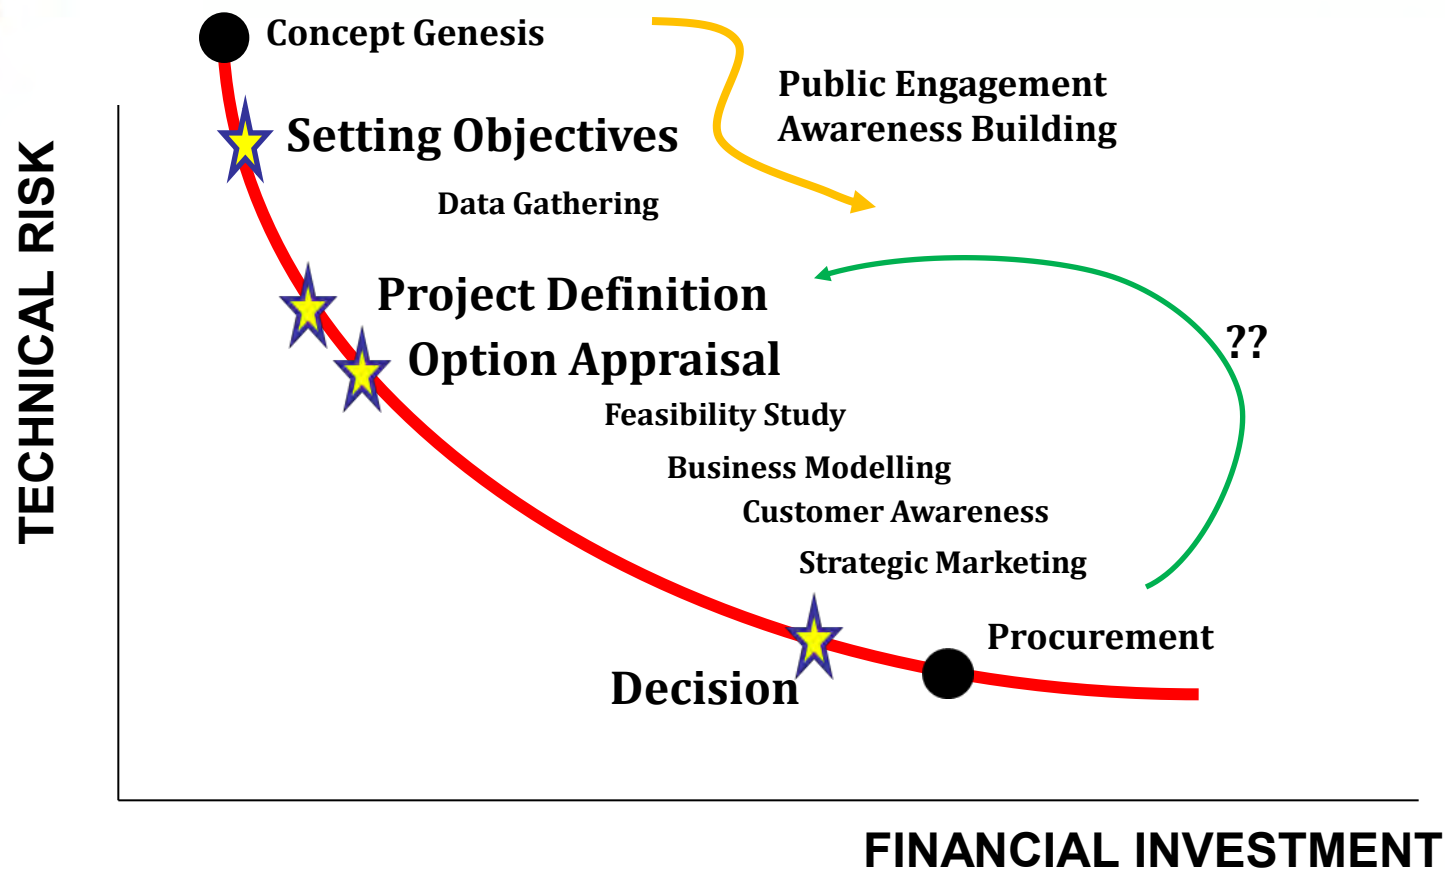 Concept Genesis
Public Engagement
Awareness Building
Setting Objectives
Data Gathering
Project Definition
??
Option Appraisal
Feasibility Study
Business Modelling
Customer Awareness
Strategic Marketing
Procurement
Decision
TECHNICAL RISK
FINANCIAL INVESTMENT